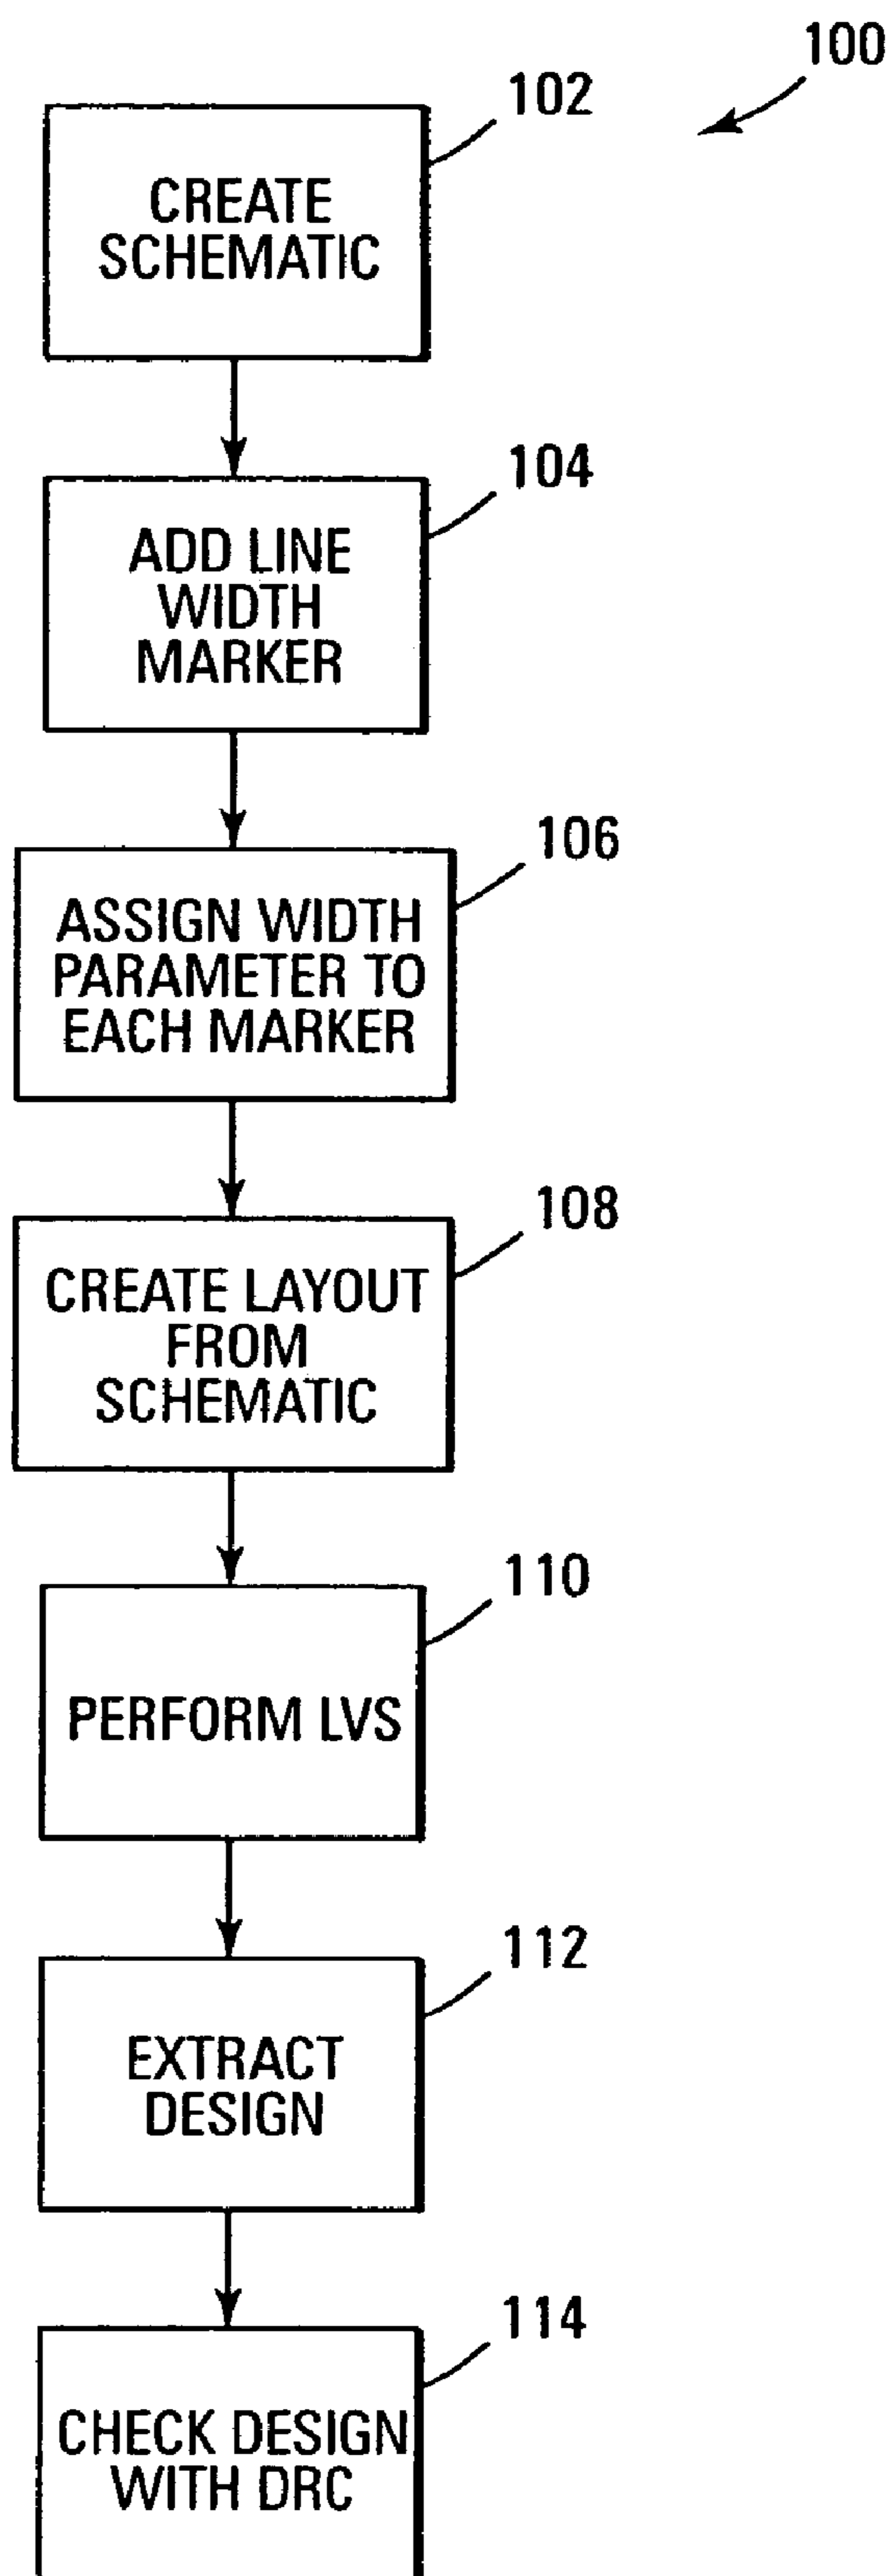 100
102
CREATE
SCHEMATIC
104
ADD LINE
WIDTH
MARKER
106
ASSIGN WIDTH
PARAMETER TO
EACH MARKER
108
CREATE LAYOUT
FROM
SCHEMATIC
110
PERFORM LVS
112
EXTRACT
DESIGN
114
CHECK DESIGN
WITH DRC